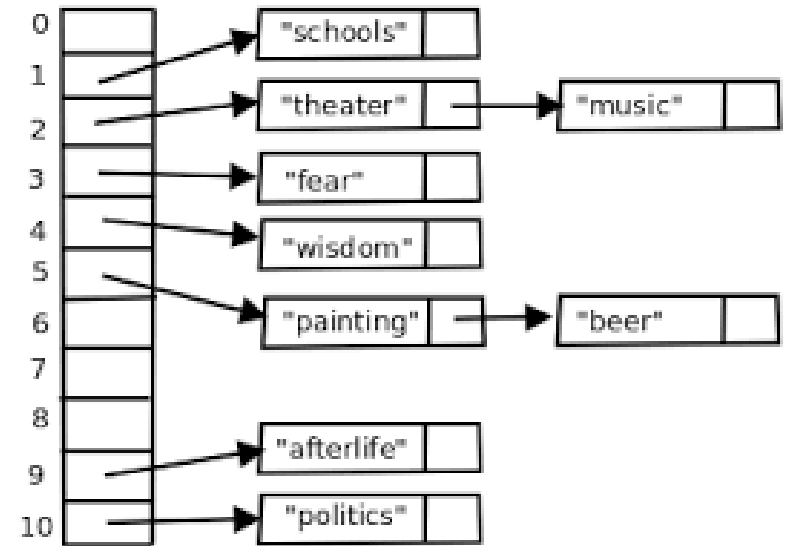 0
"schools"
1
"theater" "music"
2
3
"fear"
4
"wisdom"
5
6
"painting" "beer"
7
8
"afterlife"
9
"politics"
10